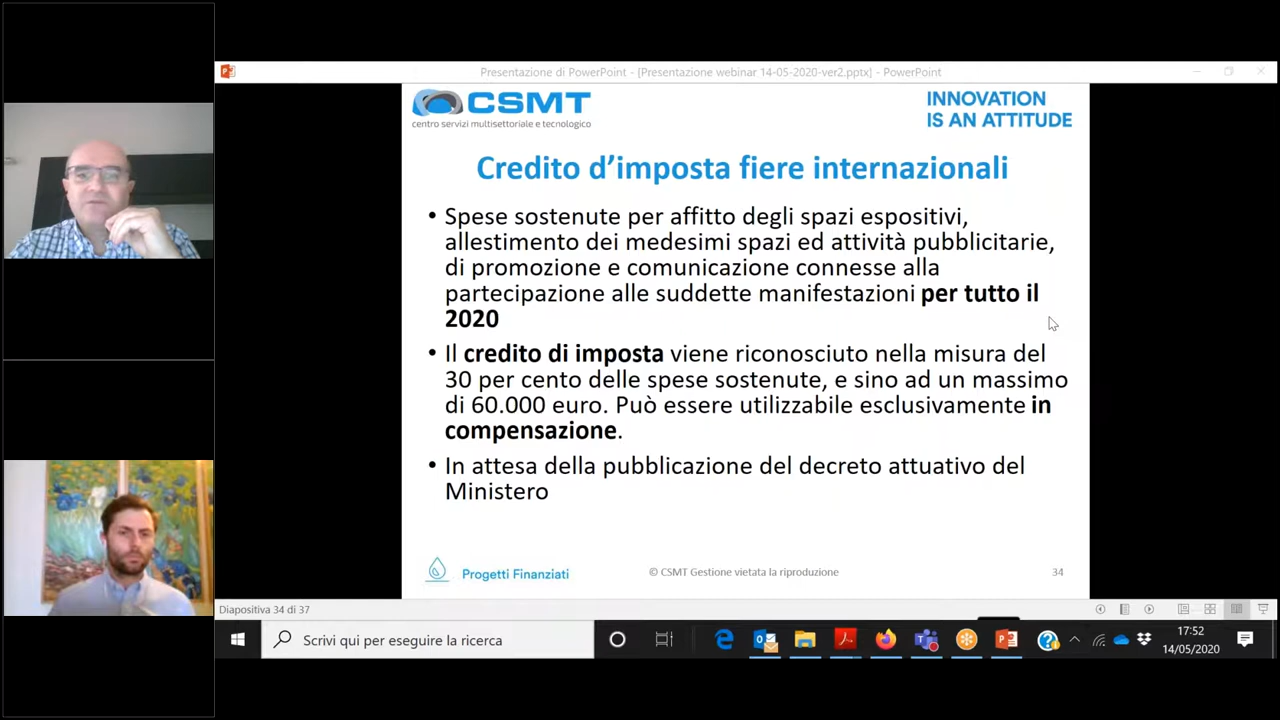 Presentazione di PowerPoint - [Presentazione webinar 14-05-2020-ver2.pptx] - PowerPoint
CSMT
centro servizi multisettoriale e tecnologico
INNOVATION
IS AN ATTITUDE
Credito d’imposta fiere internazionali
• Spese sostenute per affitto degli spazi espositivi,
allestimento dei medesimi spazi ed attività pubblicitarie,
di promozione e comunicazione connesse alla
partecipazione alle suddette manifestazioni per tutto il
2020
• Il credito di imposta viene riconosciuto nella misura del
30 per cento delle spese sostenute, e sino ad un massimo
di 60.000 euro. Può essere utilizzabile esclusivamente in
compensazione.
• In attesa della pubblicazione del decreto attuativo del
Ministero
Progetti Finanziati
© CSMT Gestione vietata la riproduzione
34
Diapositiva 34 di 37
Scrivi qui per eseguire la ricerca
17:52
14/05/2020